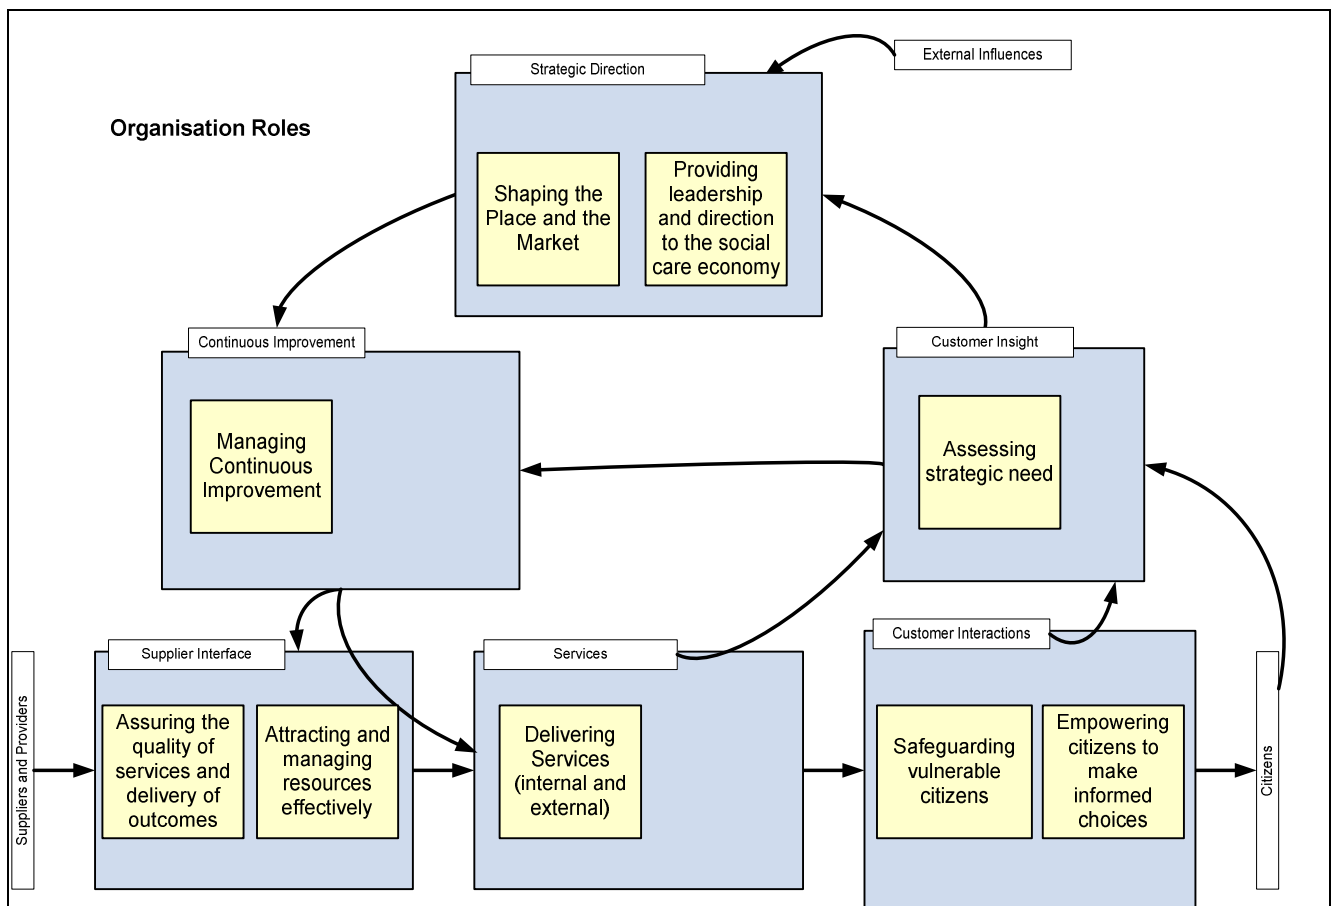 External Influences
Strategic Direction
Organisation Roles
Shaping the
Place and the
Market
Providing
leadership
and direction
to the social
care economy
Continuous Improvement
Customer Insight
Managing
Continuous
Improvement
Assessing
strategic need
Supplier Interface
Services
Customer Interactions
Suppliers and Providers
Assuring the
quality of
services and
delivery of
outcomes
Attracting and
managing
resources
effectively
Delivering
Services
(internal and
external)
Safeguarding
vulnerable
citizens
Empowering
citizens to
make
informed
choices
Citizens